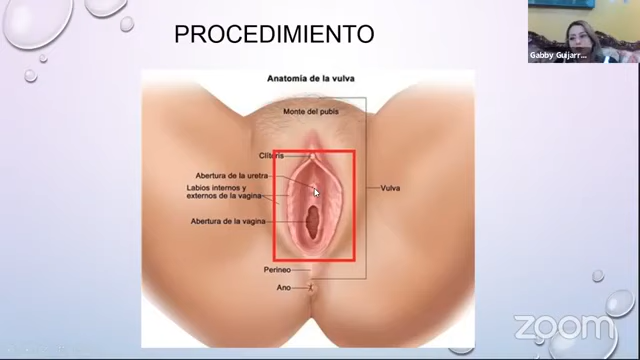 PROCEDIMIENTO
Gabby Guijarr...
Anatomía de la vulva
Monte del pubis
Clítoris
Abertura de la uretra
Labios internos y
externos de la vagina
Vulva
Abertura de la vagina
Perineo
Ano
zoom